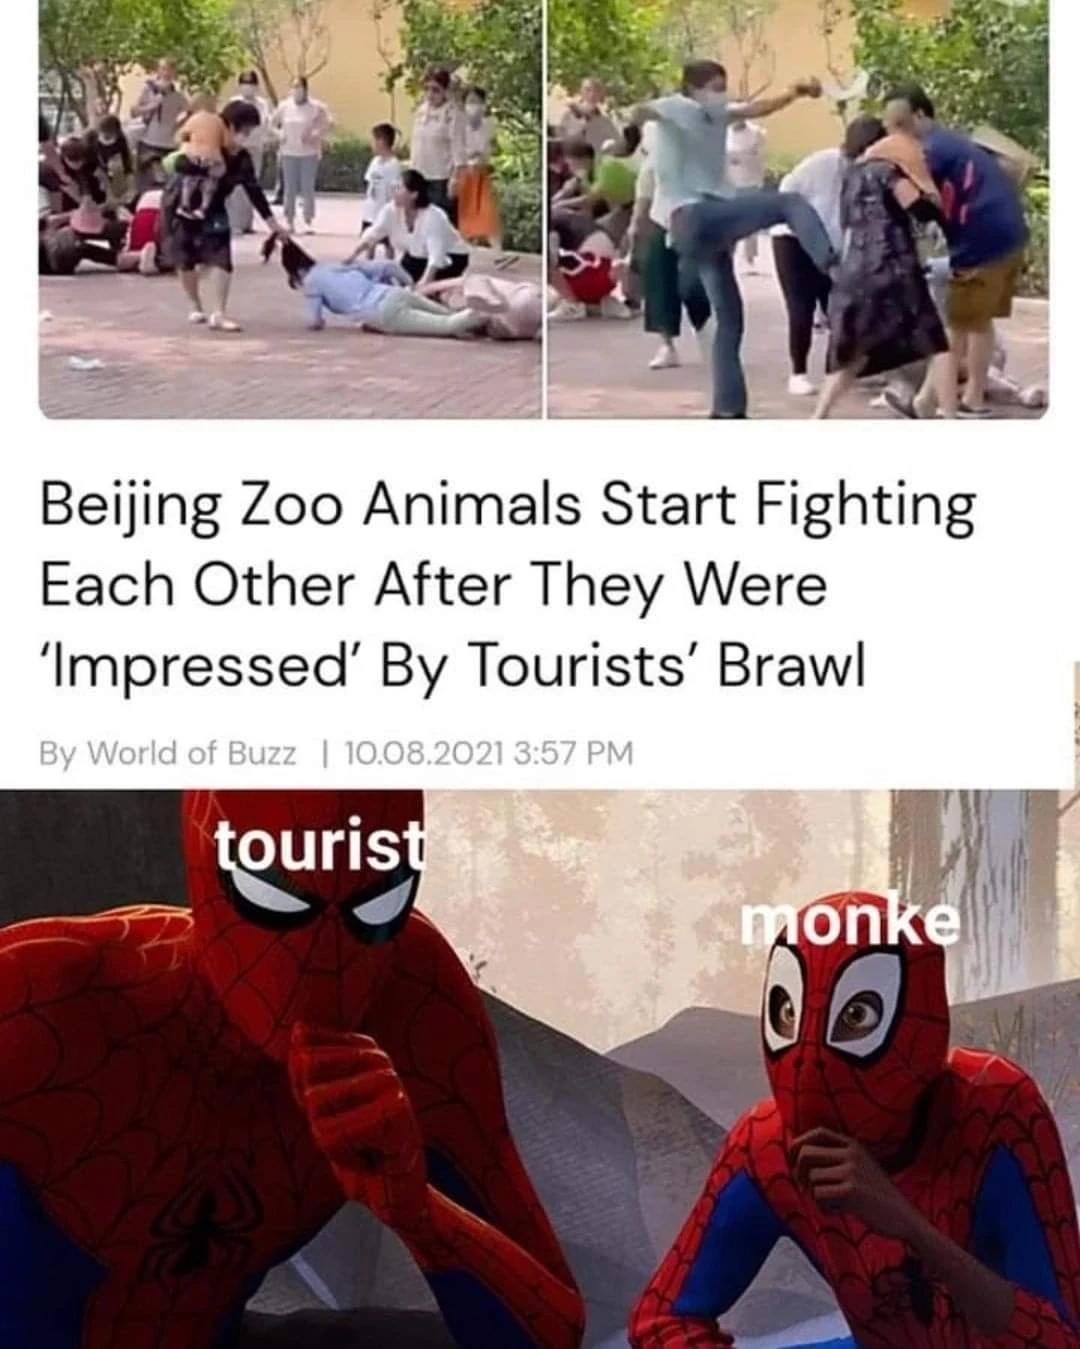 Beijing Zoo Animals Start Fighting
Each Other After They Were
‘Impressed’ By Tourists’ Brawl
By World of Buzz | 10.08.2021 3:57 PM
tourist
monke